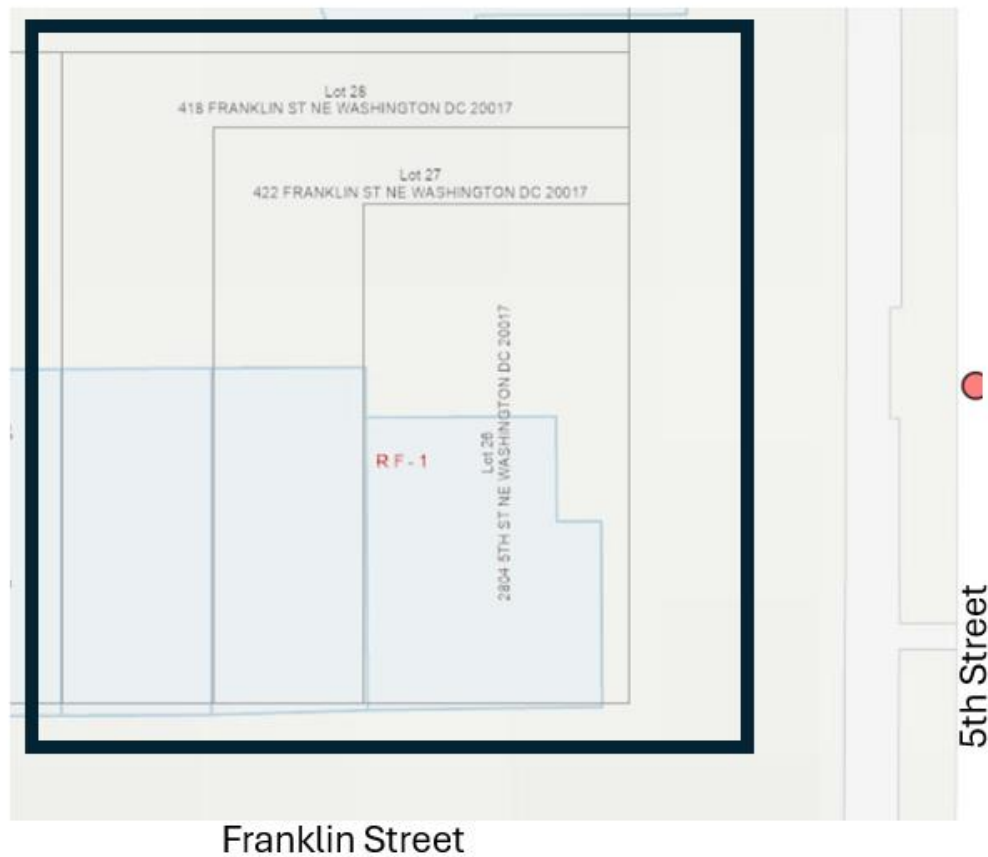 Lot 28
418 FRANKLIN ST NE WASHINGTON DC 20017
Lot 27
422 FRANKLIN ST NE WASHINGTON DC 20017
RF-1
Lot 26
2804 5TH ST NE WASHINGTON DC 20017
5th Street
Franklin Street